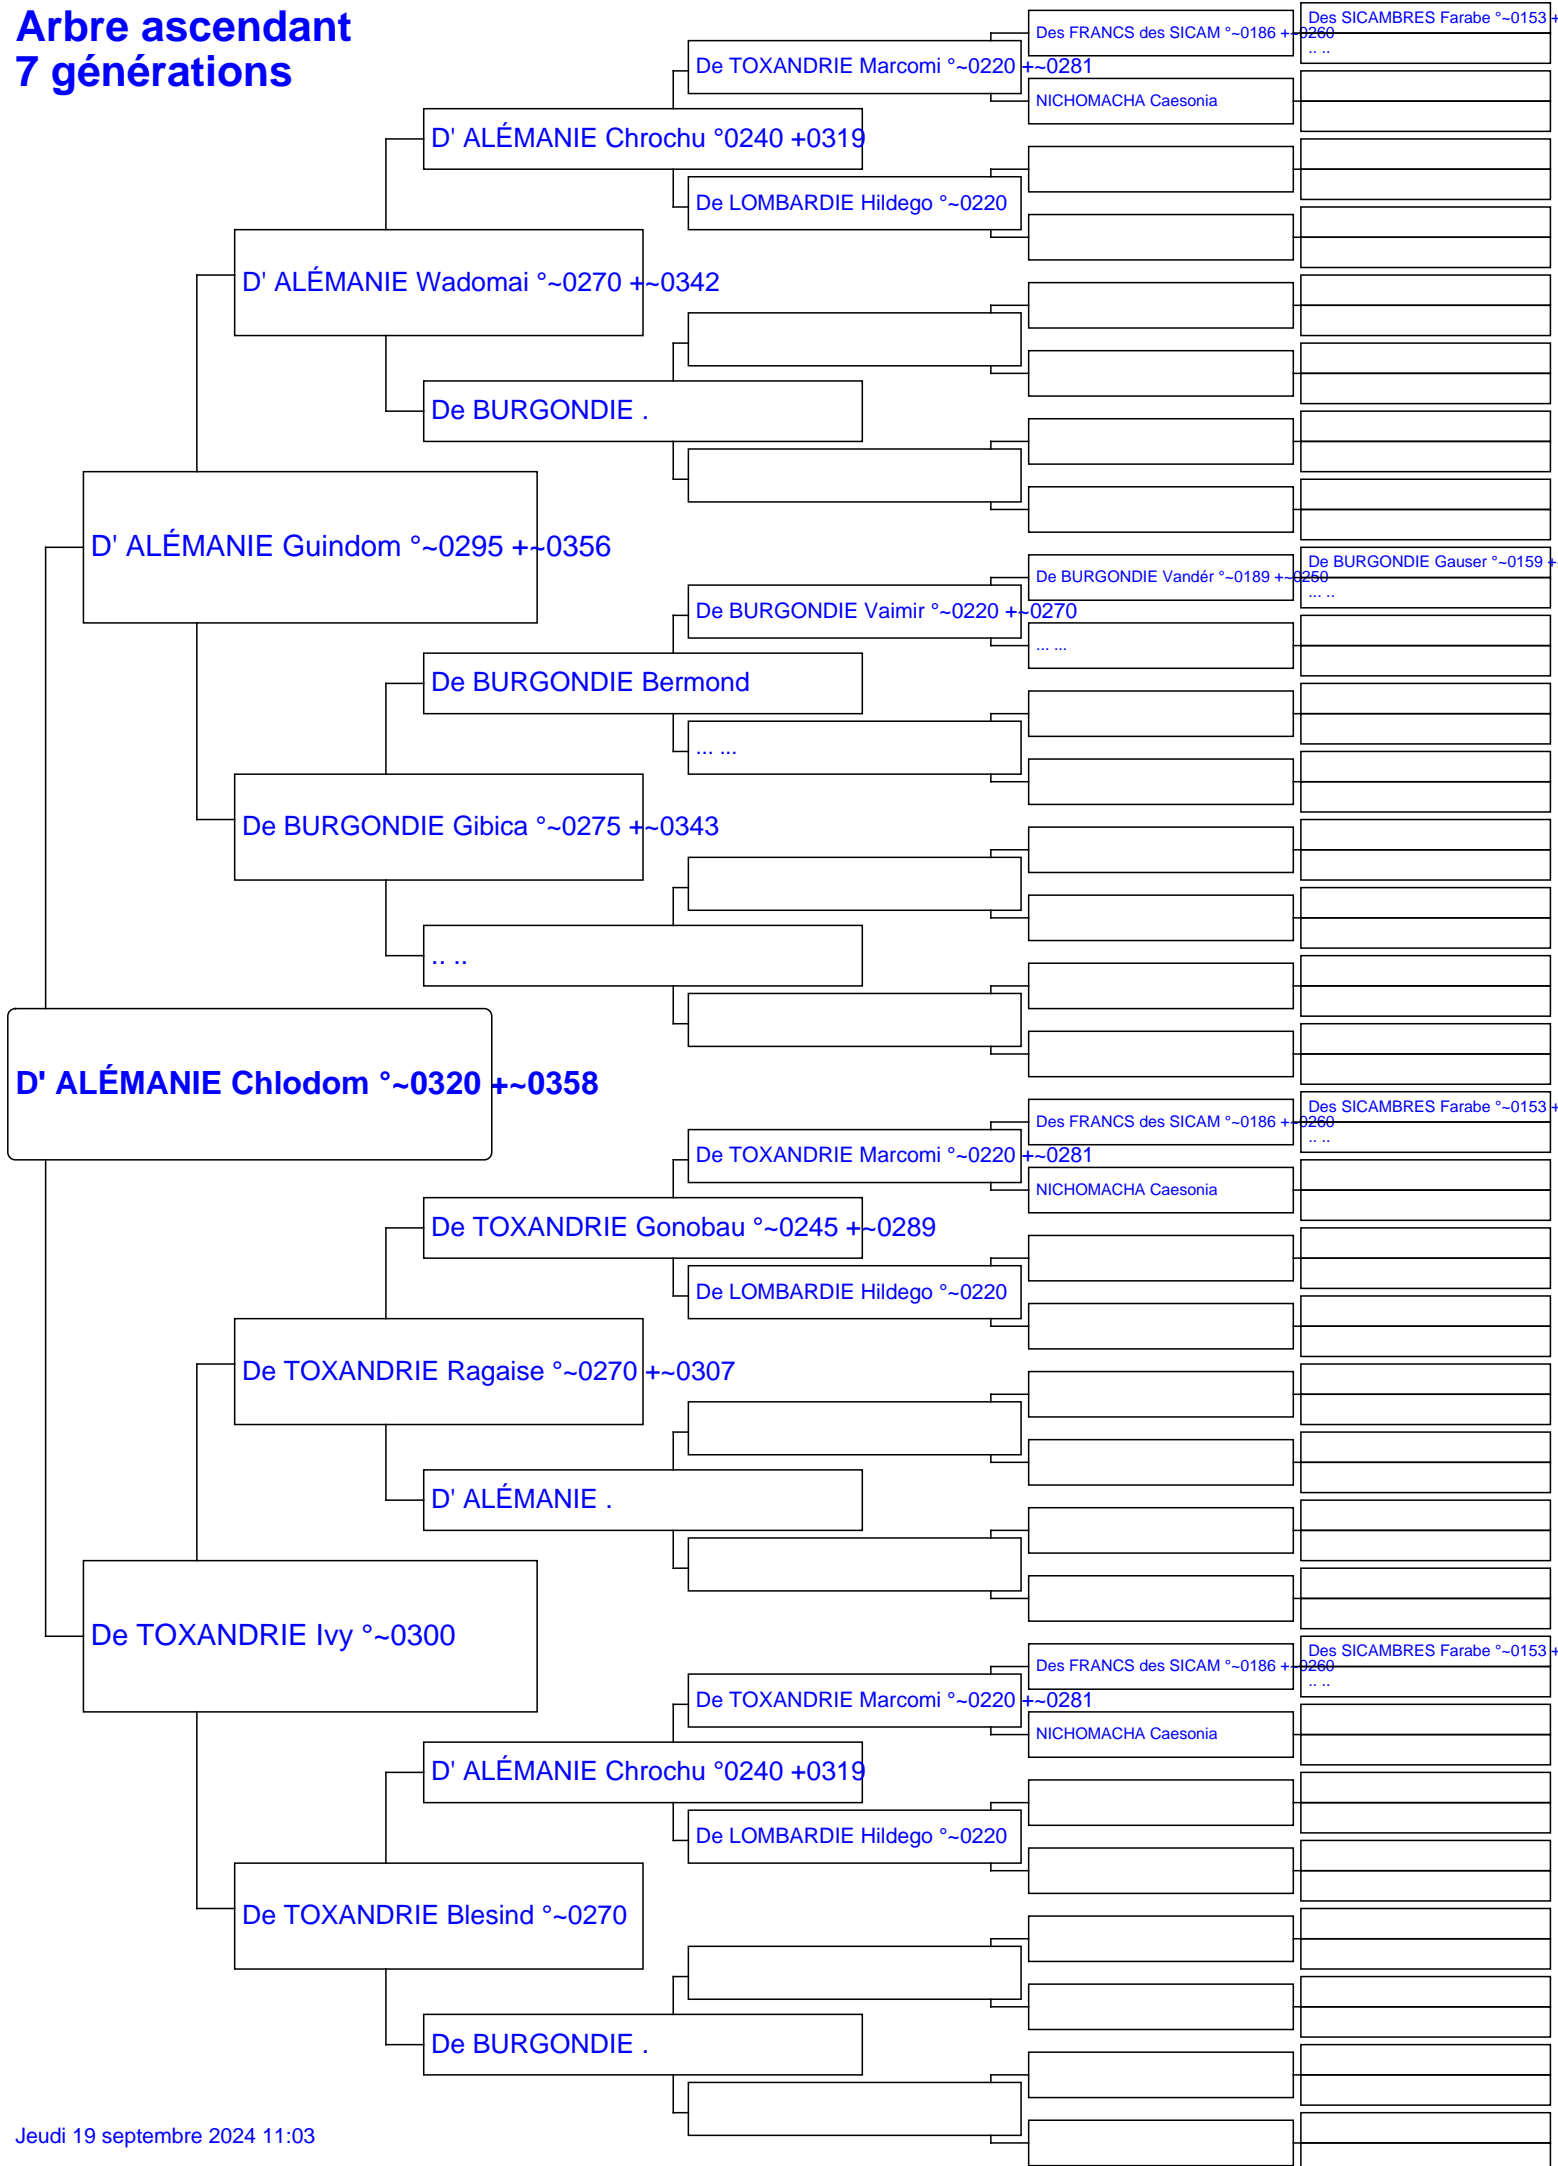 Arbre ascendant
7 générations
Des SICAMBRES Farabe °~0153 +
Des FRANCS des SICAM °~0186 +~0260
.. ..
De TOXANDRIE Marcomi °~0220 +~0281
NICHOMACHA Caesonia
D' ALÉMANIE Chrochu °0240 +0319
De LOMBARDIE Hildego °~0220
D' ALÉMANIE Wadomai °~0270 +~0342
De BURGONDIE .
D' ALÉMANIE Guindom °~0295 +~0356
De BURGONDIE Gauser °~0159 +
De BURGONDIE Vandér °~0189 +~0250
... ..
De BURGONDIE Vaimir °~0220 +~0270
... ...
De BURGONDIE Bermond
... ...
De BURGONDIE Gibica °~0275 +~0343
.. ..
D' ALÉMANIE Chlodom °~0320 +~0358
Des SICAMBRES Farabe °~0153 +
Des FRANCS des SICAM °~0186 +~0260
.. ..
De TOXANDRIE Marcomi °~0220 +~0281
NICHOMACHA Caesonia
De TOXANDRIE Gonobau °~0245 +~0289
De LOMBARDIE Hildego °~0220
De TOXANDRIE Ragaise °~0270 +~0307
D' ALÉMANIE .
De TOXANDRIE Ivy °~0300
Des SICAMBRES Farabe °~0153 +
Des FRANCS des SICAM °~0186 +~0260
.. ..
De TOXANDRIE Marcomi °~0220 +~0281
NICHOMACHA Caesonia
D' ALÉMANIE Chrochu °0240 +0319
De LOMBARDIE Hildego °~0220
De TOXANDRIE Blesind °~0270
De BURGONDIE .
Jeudi 19 septembre 2024 11:03